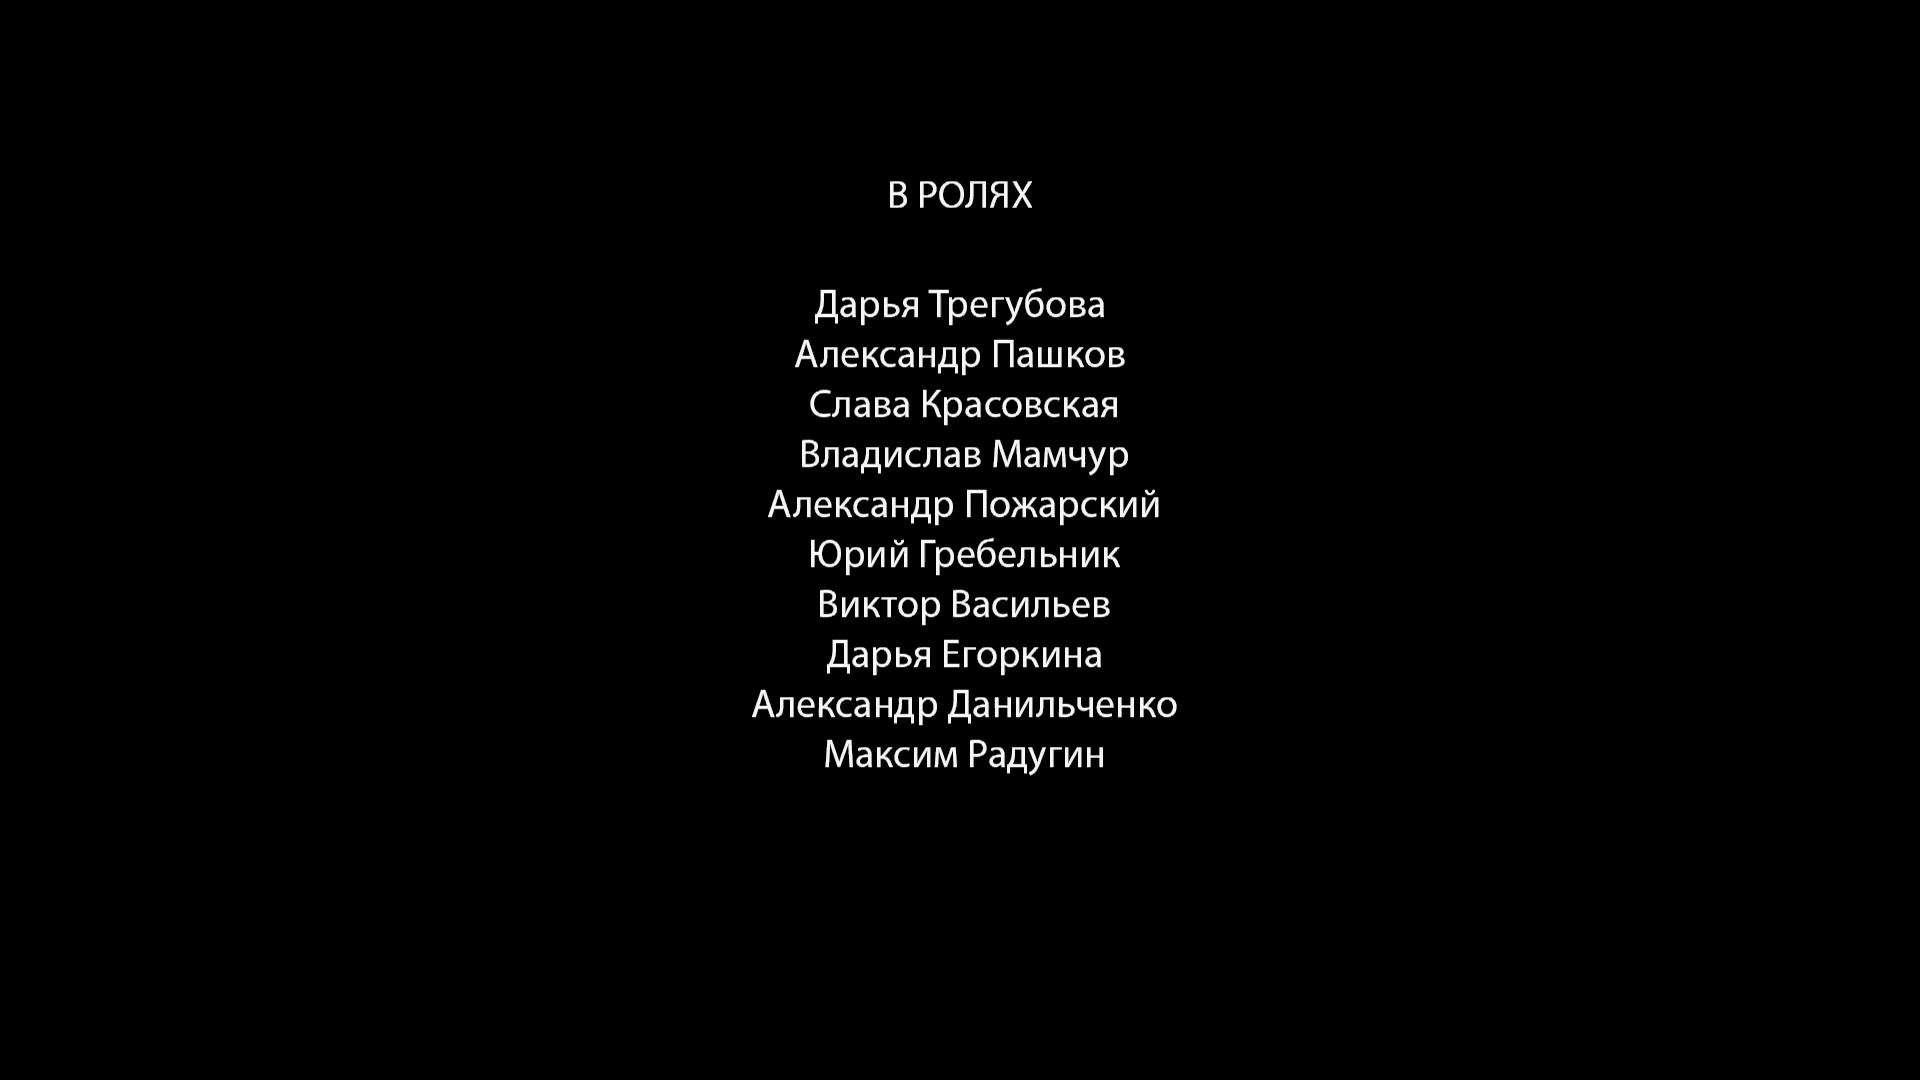 В РОЛЯХ
Дарья Трегубова
Александр Пашков
Слава Красовская
Владислав Мамчур
Александр Пожарский
Юрий Гребельник
Виктор Васильев
Дарья Егоркина
Александр Данильченко
Максим Радугин